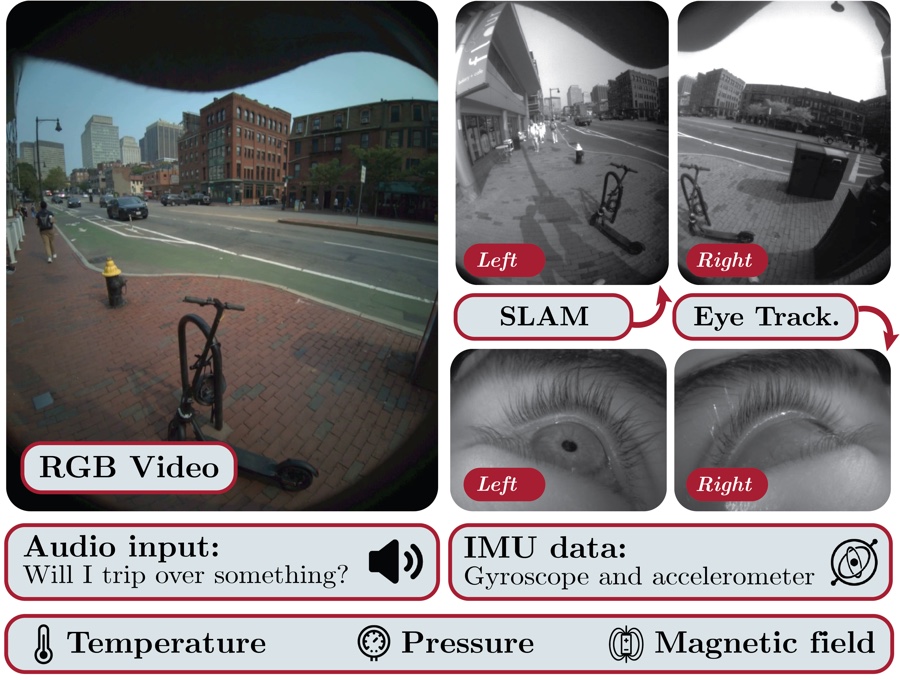 RGB Video
Left
Right
SLAM
Eye Track.
Left
Right
Audio input:
Will I trip over something?
IMU data:
Gyroscope and accelerometer
Temperature
Pressure
Magnetic field